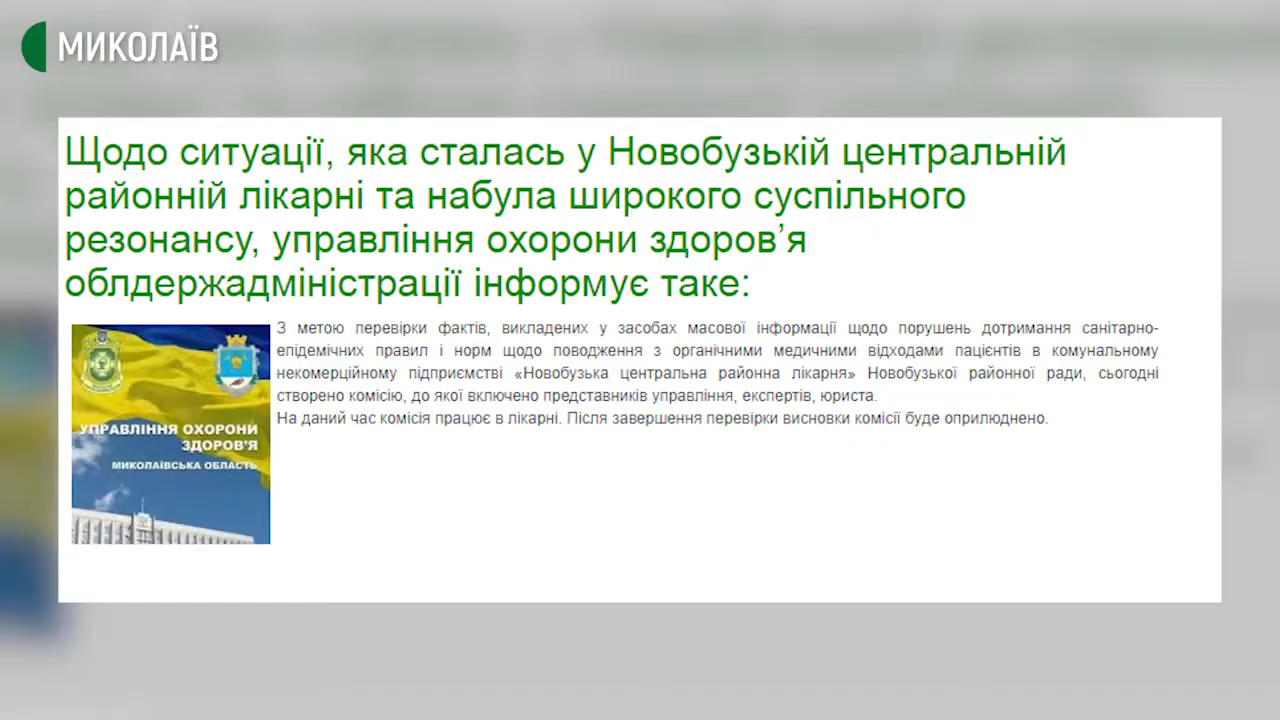 МИКОЛАЇВ
Щодо ситуації, яка сталась у Новобузькій центральній
районній лікарні та набула широкого суспільного
резонансу, управління охорони здоров’я
облдержадміністрації інформує таке:
З метою перевірки фактів, викладених у засобах масової інформації щодо порушень дотримання санітарно-
епідемічних правил і норм щодо поводження з органічними медичними відходами пацієнтів в комунальному
некомерційному підприємстві «Новобузька центральна районна лікарня» Новобузької районної ради, сьогодні
створено комісію, до якої включено представників управління, експертів, юриста.
На даний час комісія працює в лікарні. Після завершення перевірки висновки комісії буде оприлюднено.
УПРАВЛІННЯ ОХОРОНИ
ЗДОРОВ'Я
МИКОЛАЇВСЬКА ОБЛАСТЬ